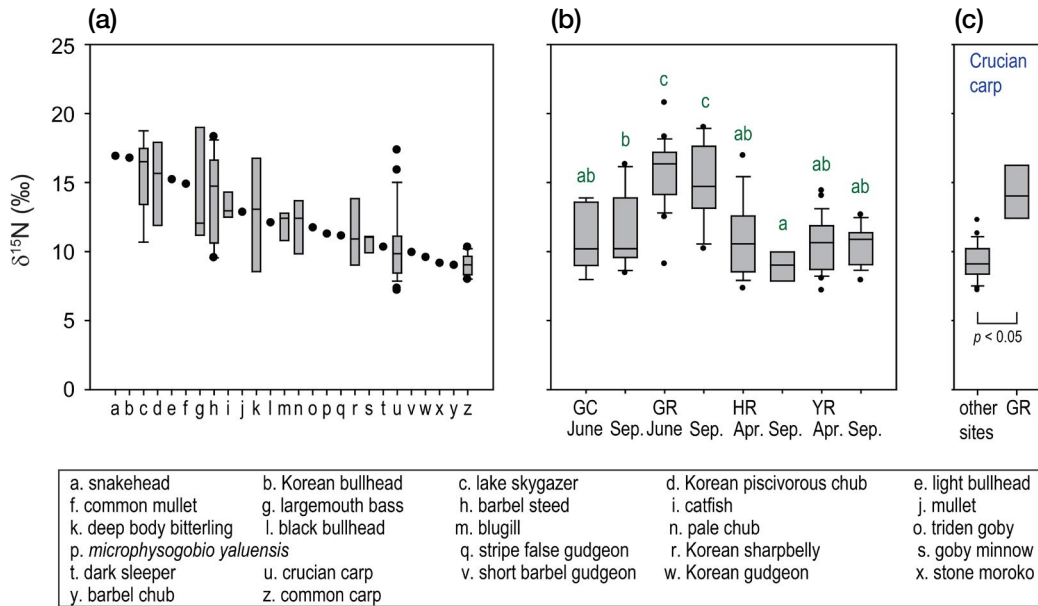 (a) (b) (c)
25
20
15
10
5
0
δ15N (‰)
a b c d e f g h i j k l m n o p q r s t u v w x y z
ab b c c ab a ab ab
GC GR HR YR
June Sep. June Sep. Apr. Sep. Apr. Sep.
Crucian
carp
p < 0.05
other GR
sites
a. snakehead b. Korean bullhead c. lake skygazer d. Korean piscivorous chub e. light bullhead
f. common mullet g. largemouth bass h. barbel steed i. catfish j. mullet
k. deep body bitterling l. black bullhead m. blugill n. pale chub o. triden goby
p. microphysogobio yaluensis q. stripe false gudgeon r. Korean sharpbelly s. goby minnow
t. dark sleeper u. crucian carp v. short barbel gudgeon w. Korean gudgeon x. stone moroko
y. barbel chub z. common carp